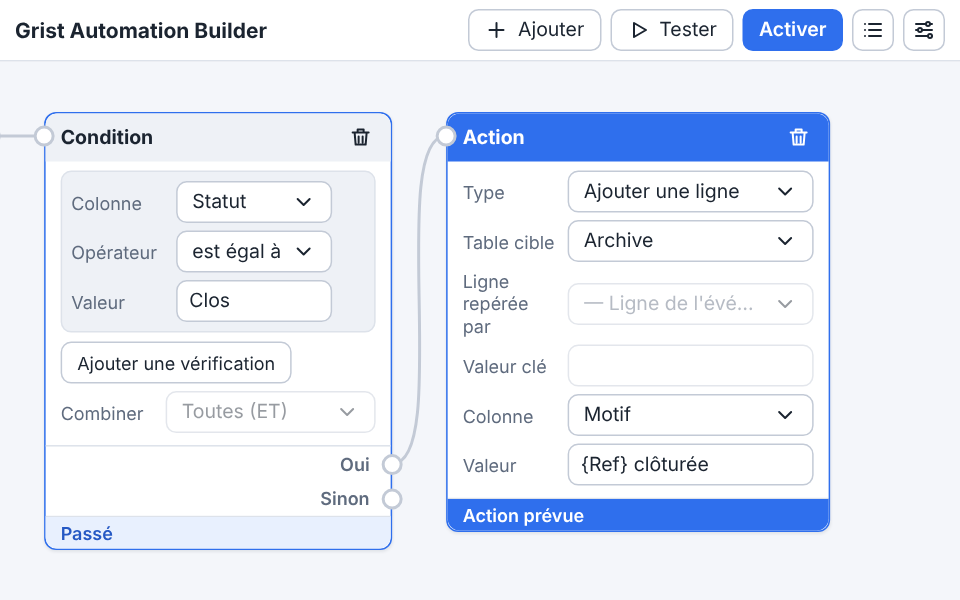 Grist Automation Builder
Ajouter
Tester
Activer
Condition
Colonne
Statut
Opérateur
est égal à
Valeur
Clos
Ajouter une vérification
Combiner
Toutes (ET)
Oui
Sinon
Passé
Action
Type
Ajouter une ligne
Table cible
Archive
Ligne
repérée
par
— Ligne de l'évé…
Valeur clé
Colonne
Motif
Valeur
{Ref} clôturée
Action prévue